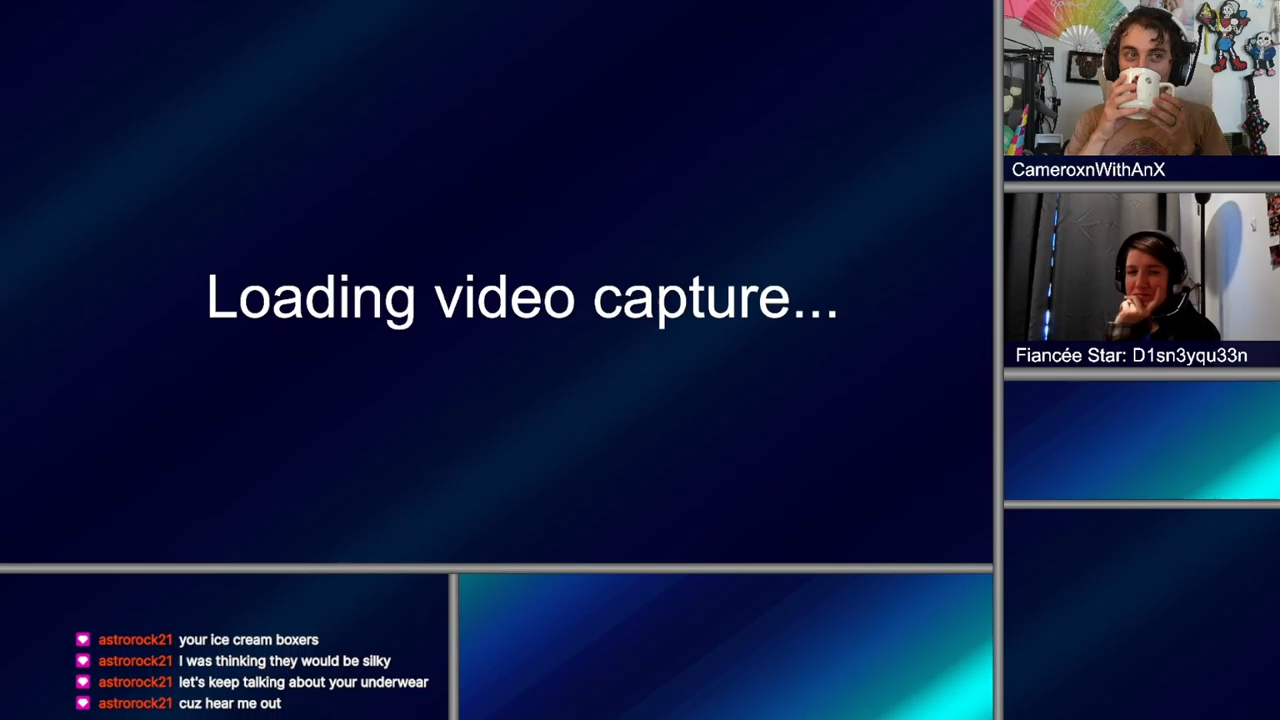 Loading video capture...
CameroxnWithAnX
Fiancée Star: D1sn3yqu33n
astrorock21 your ice cream boxers
astrorock21 I was thinking they would be silky
astrorock21 let's keep talking about your underwear
astrorock21 cuz hear me out